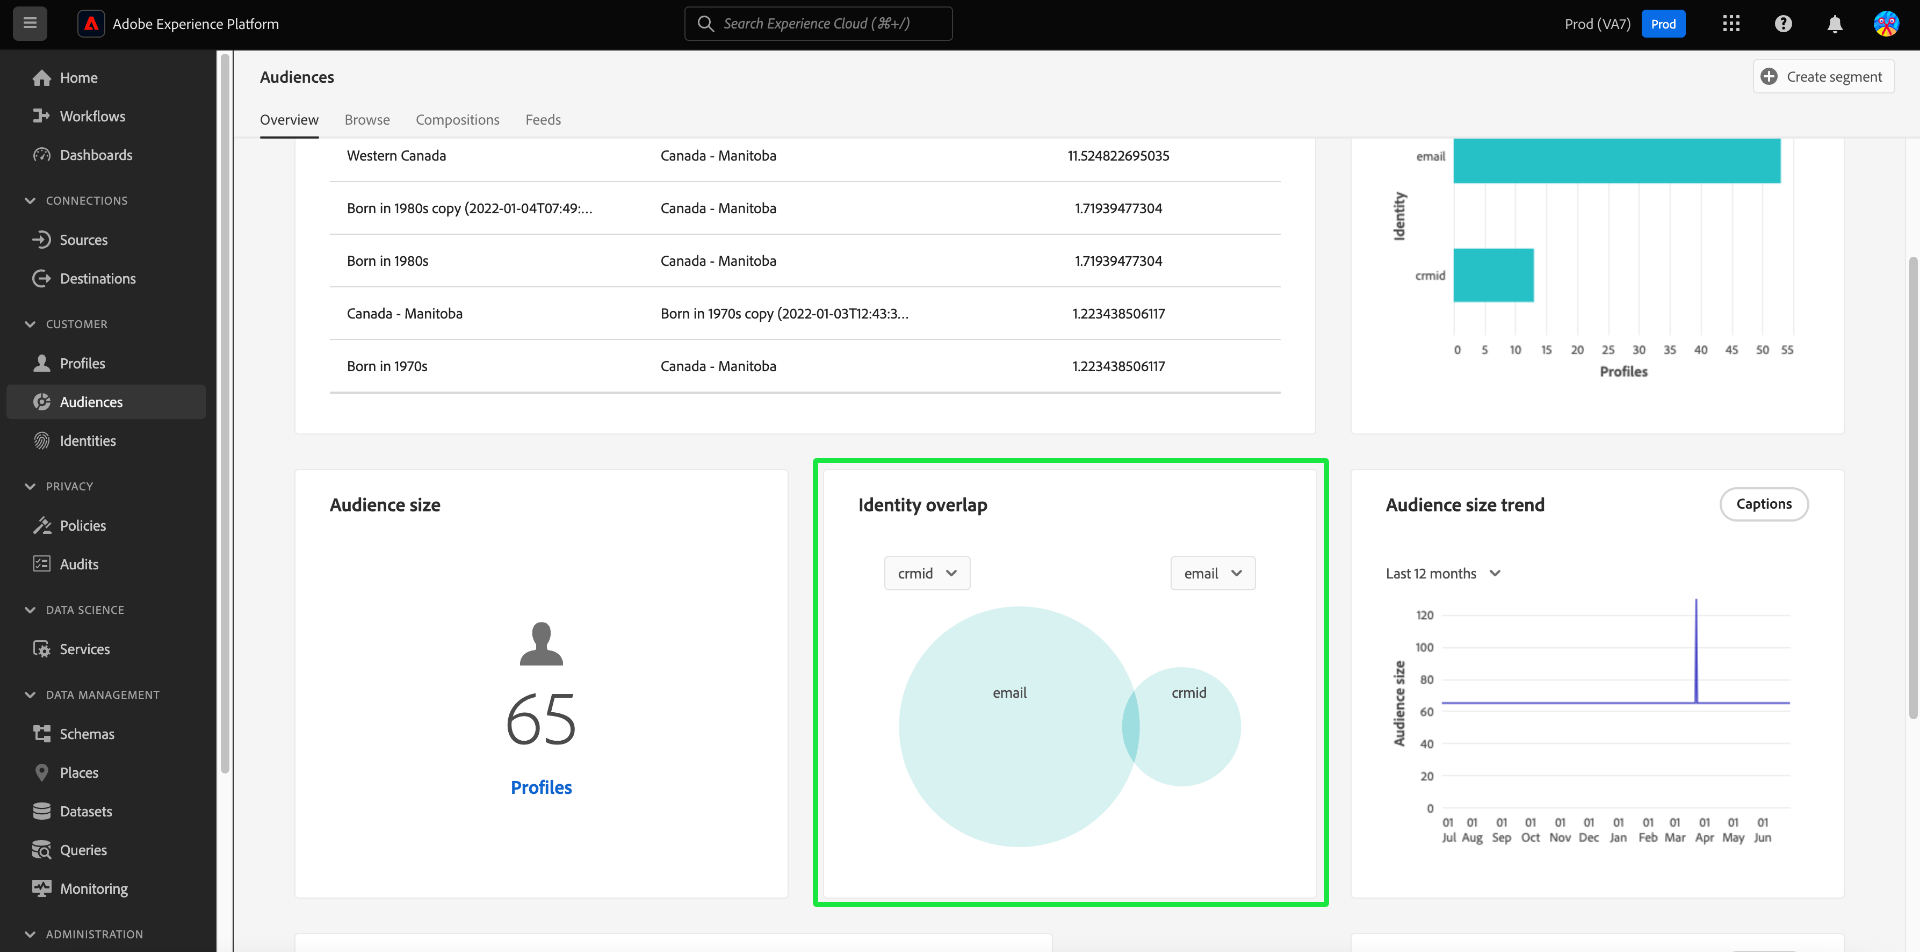 Adobe Experience Platform
Search Experience Cloud (⌘+/)
Prod (VA7)
Prod
Home
Workflows
Dashboards
CONNECTIONS
Sources
Destinations
CUSTOMER
Profiles
Audiences
Identities
PRIVACY
Policies
Audits
DATA SCIENCE
Services
DATA MANAGEMENT
Schemas
Places
Datasets
Queries
Monitoring
ADMINISTRATION
Audiences
Create segment
Overview Browse Compositions Feeds
Western Canada Canada - Manitoba 11.524822695035
Born in 1980s copy (2022-01-04T07:49:... Canada - Manitoba 1.71939477304
Born in 1980s Canada - Manitoba 1.71939477304
Canada - Manitoba Born in 1970s copy (2022-01-03T12:43:3... 1.223438506117
Born in 1970s Canada - Manitoba 1.223438506117
Identity
email
crmid
0 5 10 15 20 25 30 35 40 45 50 55
Profiles
Audience size
65
Profiles
Identity overlap
crmid
email
email
crmid
Audience size trend
Captions
Last 12 months
Audience size
120
100
80
60
40
20
0
01 01 01 01 01 01 01 01 01 01 01 01
Jul Aug Sep Oct Nov Dec Jan Feb Mar Apr May Jun